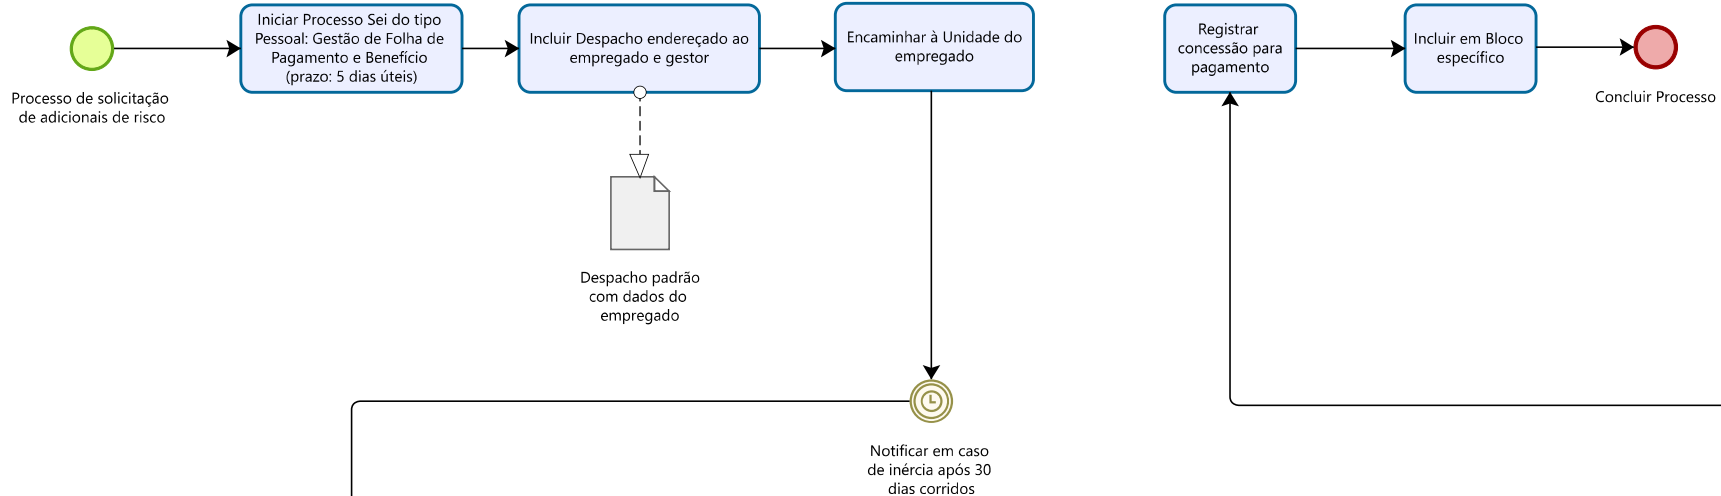 Processo de solicitação
de adicionais de risco
Iniciar Processo Sei do tipo
Pessoal: Gestão de Folha de
Pagamento e Benefício
(prazo: 5 dias úteis)
Incluir Despacho endereçado ao
empregado e gestor
Despacho padrão
com dados do
empregado
Encaminhar à Unidade do
empregado
Notificar em caso
de inércia após 30
dias corridos
Registrar
concessão para
pagamento
Incluir em Bloco
específico
Concluir Processo